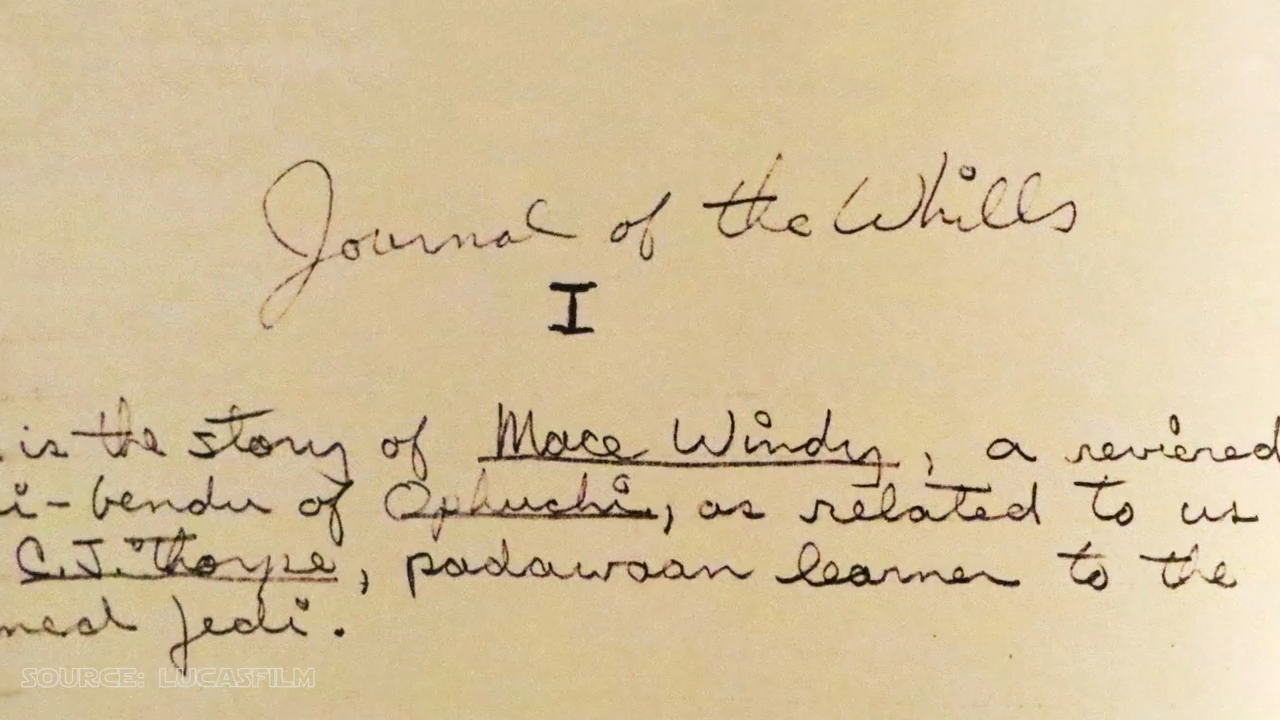 Journal of the Whills
I
is the story of Mace Windy, a revered
i-bendu of Ophuchi, as related to us
C.J. Thorpe, padawaan learner to the
med Jedi.
SOURCE: LUCASFILM